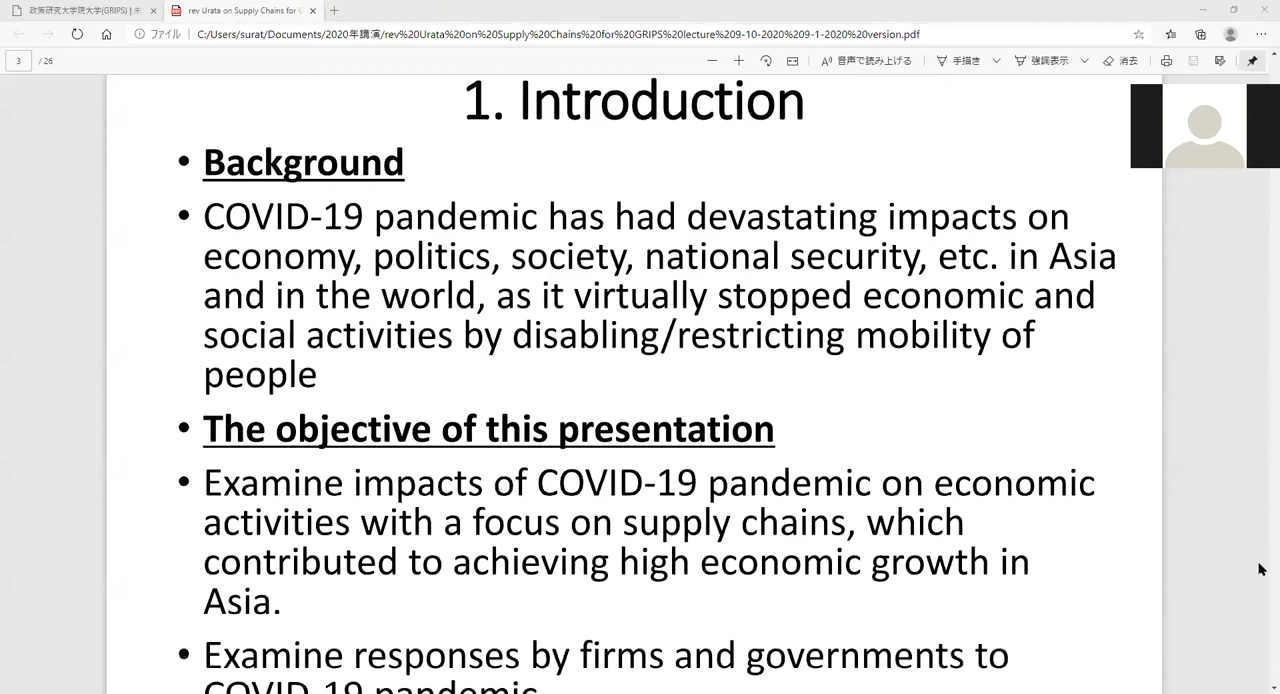 政策研究大学院大学(GRIPS) | 未
rev Urata on Supply Chains for G
ファイル
C:/Users/surat/Documents/2020年講演/rev%20Urata%20on%20Supply%20Chains%20for%20GRIPS%20lecture%209-10-2020%209-1-2020%20version.pdf
3 / 26
音声で読み上げる
手描き
強調表示
消去
1. Introduction
• Background
• COVID-19 pandemic has had devastating impacts on
economy, politics, society, national security, etc. in Asia
and in the world, as it virtually stopped economic and
social activities by disabling/restricting mobility of
people
• The objective of this presentation
• Examine impacts of COVID-19 pandemic on economic
activities with a focus on supply chains, which
contributed to achieving high economic growth in
Asia.
• Examine responses by firms and governments to
COVID-19 pandemic